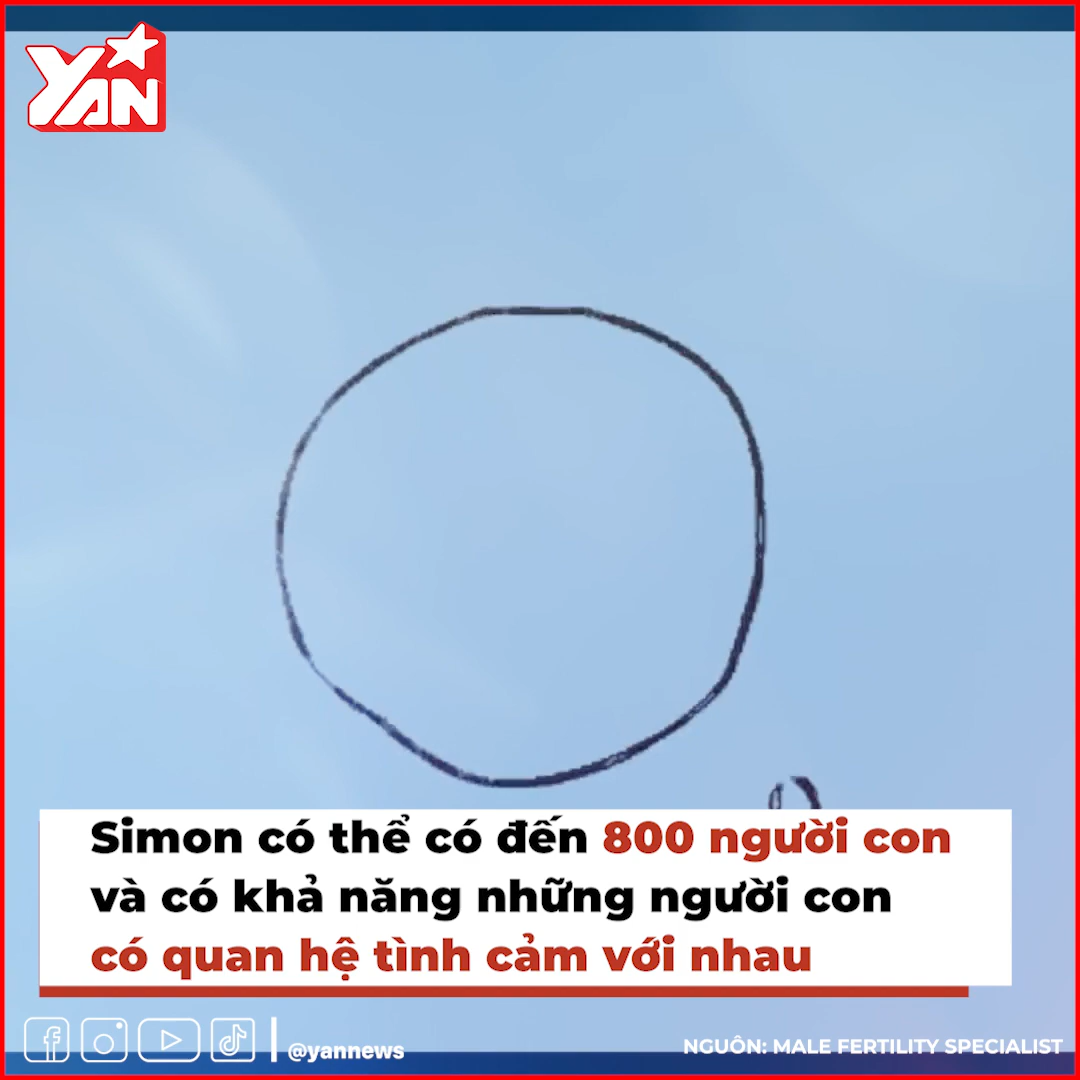 YAN
Simon có thể có đến 800 người con
và có khả năng những người con
có quan hệ tình cảm với nhau
@yannews
NGUỒN: MALE FERTILITY SPECIALIST